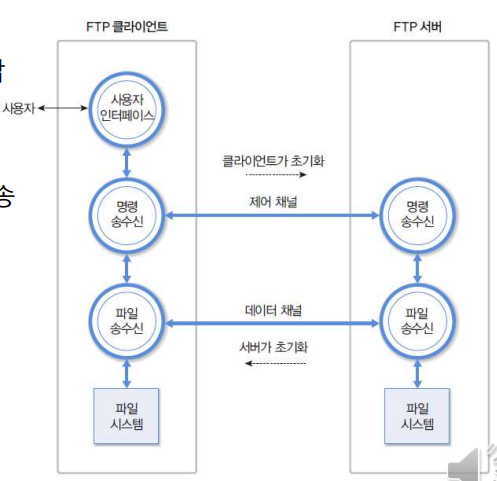 FTP 클라이언트
FTP 서버
사용자
사용자
인터페이스
클라이언트가 초기화
명령
송수신
제어 채널
명령
송수신
송
파일
송수신
데이터 채널
파일
송수신
서버가 초기화
파일
시스템
파일
시스템